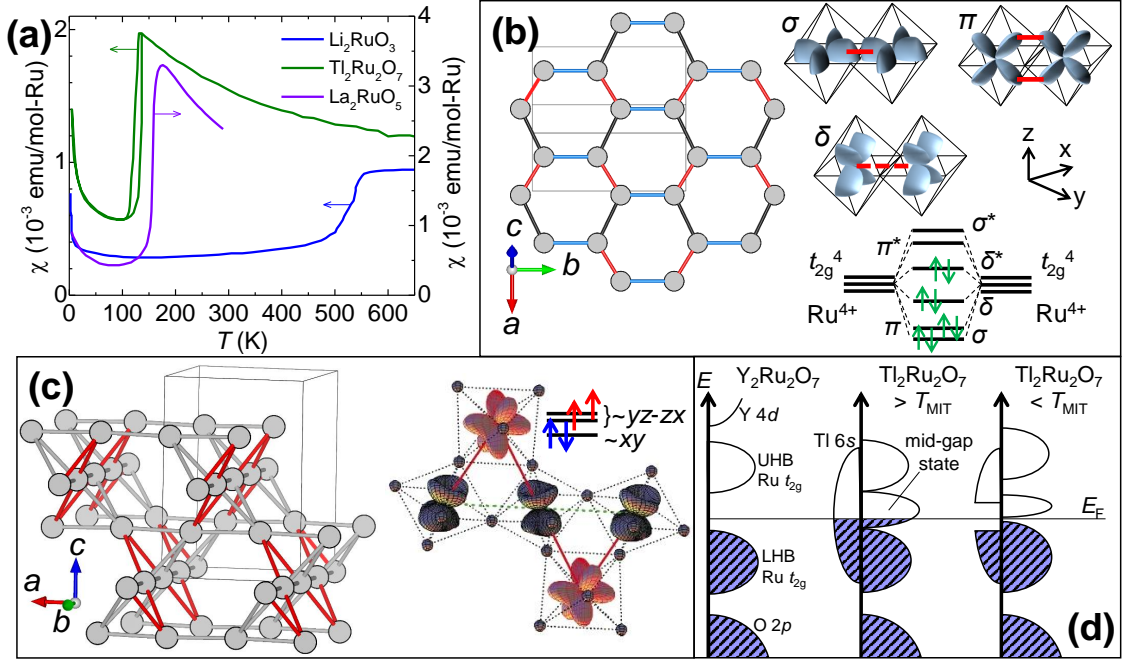 (a)
χ (10⁻³ emu/mol-Ru)
2
1
0
Li₂RuO₃
Tl₂Ru₂O₇
La₂RuO₅
4
3
2
1
0
χ (10⁻³ emu/mol-Ru)
0 100 200 300 400 500 600
T (K)
(b)
c
b
a
σ
π
δ
z
x
y
σ*
π*
t₂g⁴
δ*
t₂g⁴
Ru⁴⁺
δ
Ru⁴⁺
π
σ
(c)
c
a
b
}~yz-zx
~xy
E
Y₂Ru₂O₇
Tl₂Ru₂O₇
> T_MIT
Tl₂Ru₂O₇
< T_MIT
Y 4d
Tl 6s
mid-gap
state
UHB
Ru t₂g
E_F
LHB
Ru t₂g
O 2p
(d)